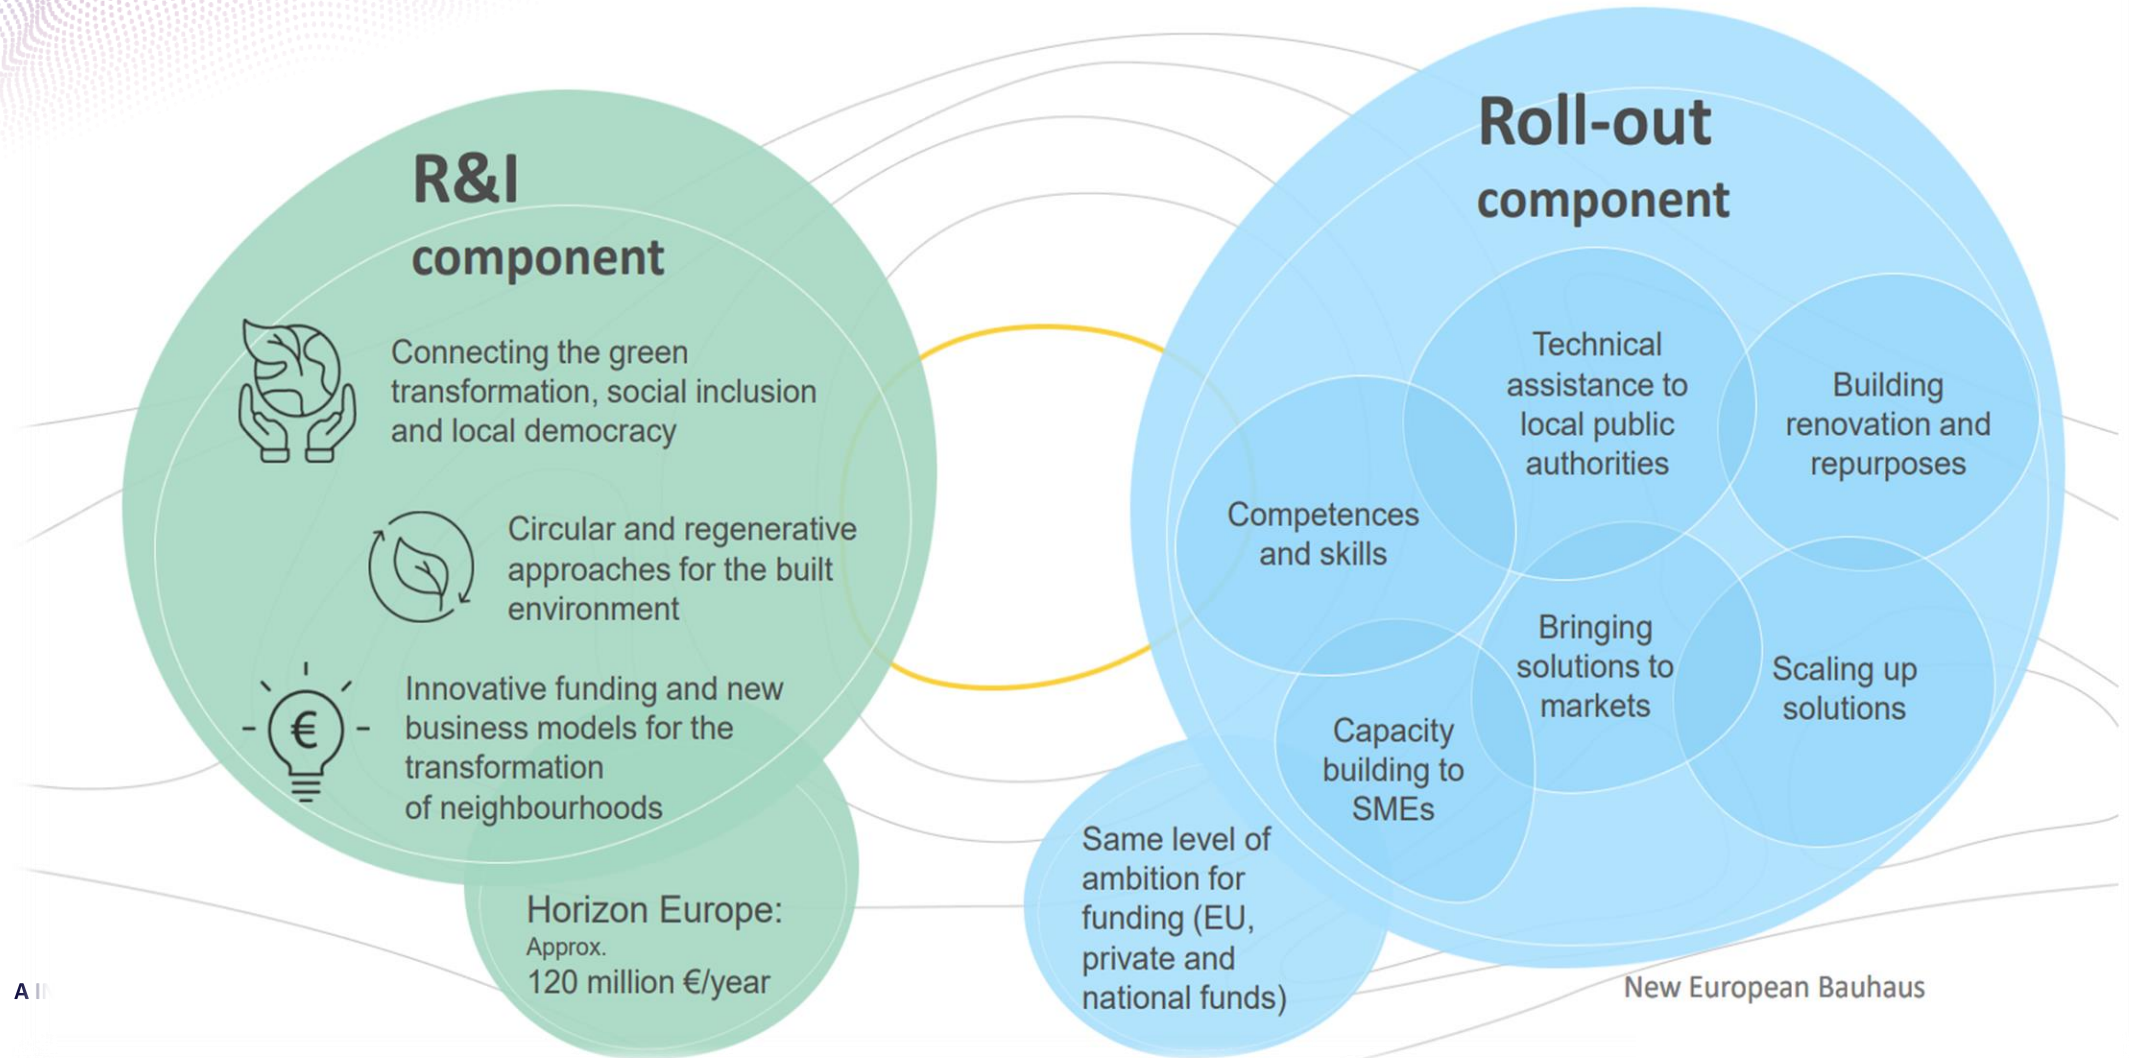 R&I
component
Connecting the green
transformation, social inclusion
and local democracy
Circular and regenerative
approaches for the built
environment
€
Innovative funding and new
business models for the
transformation
of neighbourhoods
Horizon Europe:
Approx.
120 million €/year
Roll-out
component
Technical
assistance to
local public
authorities
Building
renovation and
repurposes
Competences
and skills
Bringing
solutions to
markets
Scaling up
solutions
Capacity
building to
SMEs
Same level of
ambition for
funding (EU,
private and
national funds)
New European Bauhaus
A